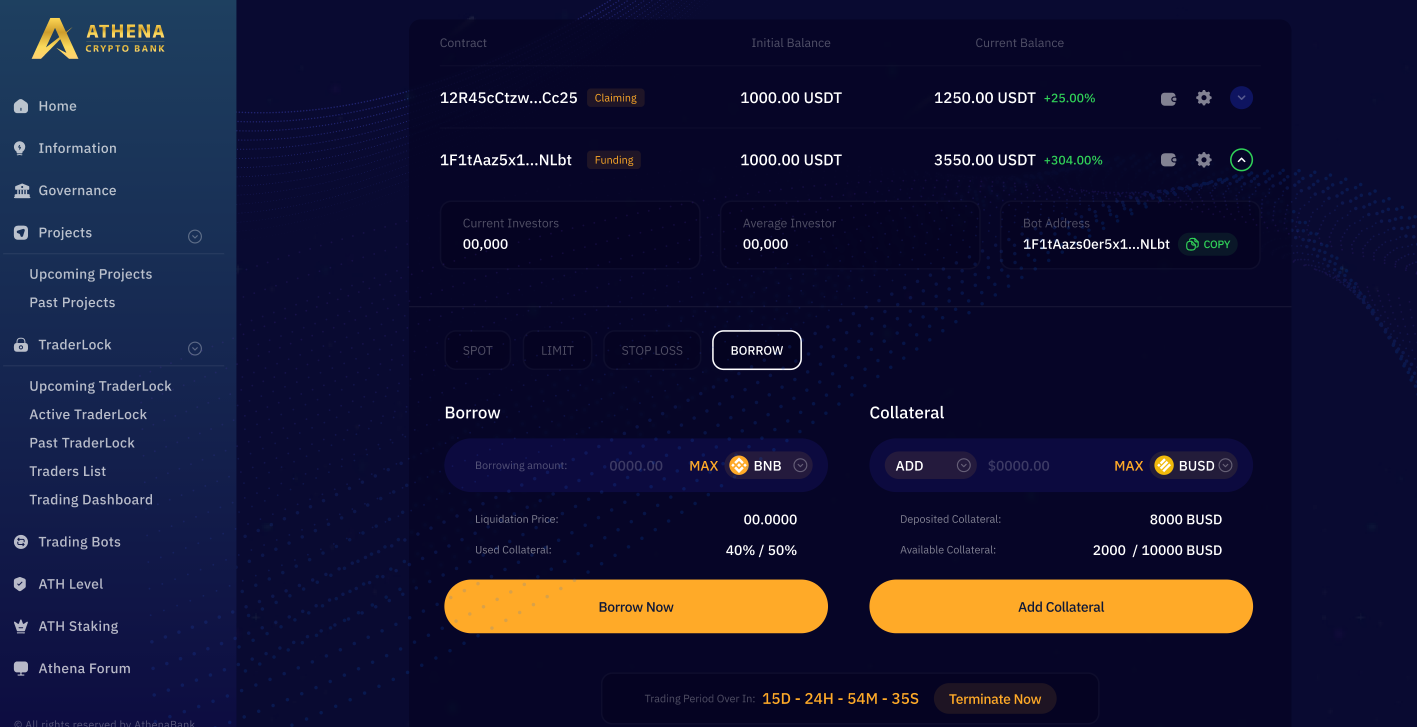 ATHENA
CRYPTO BANK
Home
Information
Governance
Projects
Upcoming Projects
Past Projects
TraderLock
Upcoming TraderLock
Active TraderLock
Past TraderLock
Traders List
Trading Dashboard
Trading Bots
ATH Level
ATH Staking
Athena Forum
© All rights reserved by AthenaBank
Contract Initial Balance Current Balance
12R45cCtzw...Cc25 Claiming 1000.00 USDT 1250.00 USDT +25.00%
1F1tAaz5x1...NLbt Funding 1000.00 USDT 3550.00 USDT +304.00%
Current Investors Average Investor Bot Address
00,000 00,000 1F1tAazs0er5x1...NLbt COPY
SPOT LIMIT STOP LOSS BORROW
Borrow Collateral
Borrowing amount: 0000.00 MAX BNB ADD $0000.00 MAX BUSD
Liquidation Price: 00.0000 Deposited Collateral: 8000 BUSD
Used Collateral: 40% / 50% Available Collateral: 2000 / 10000 BUSD
Borrow Now Add Collateral
Trading Period Over In: 15D - 24H - 54M - 35S Terminate Now